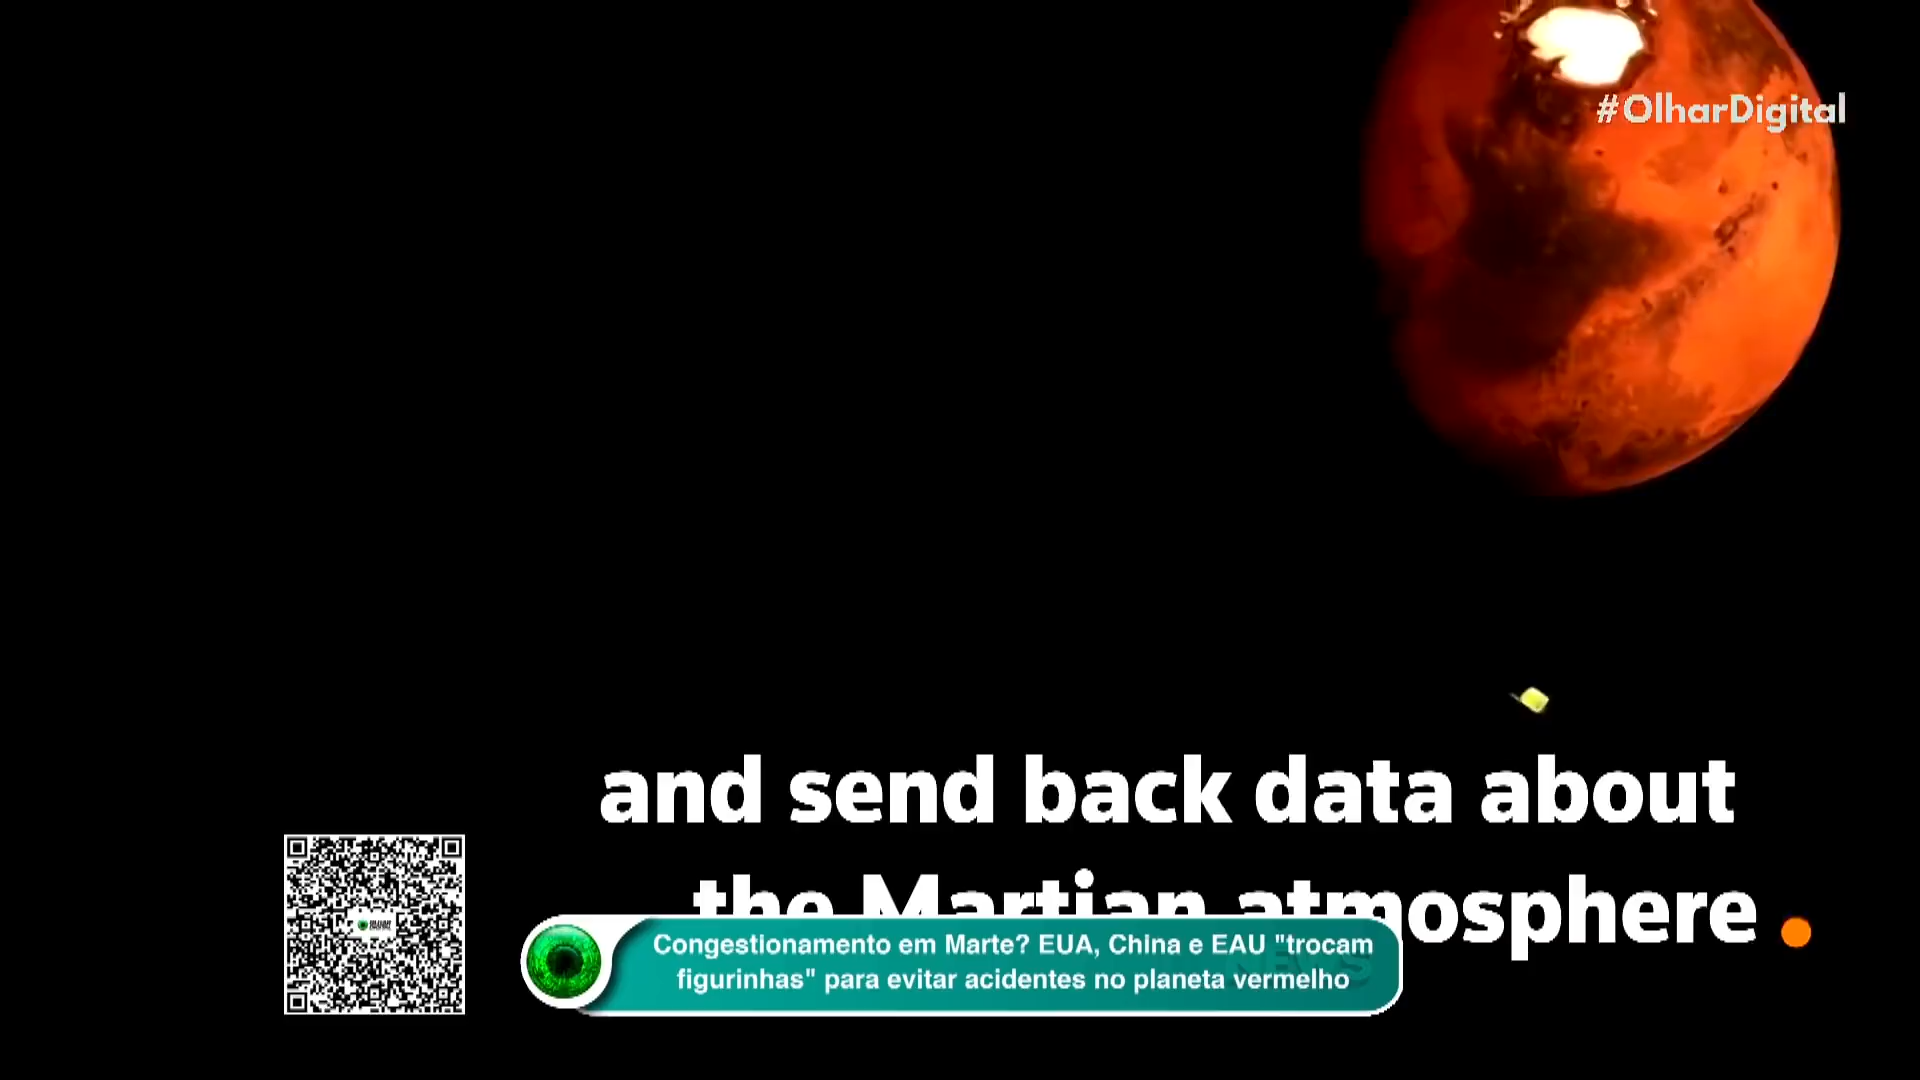 #OlharDigital
and send back data about
the Martian atmosphere
Congestionamento em Marte? EUA, China e EAU "trocam
figurinhas" para evitar acidentes no planeta vermelho